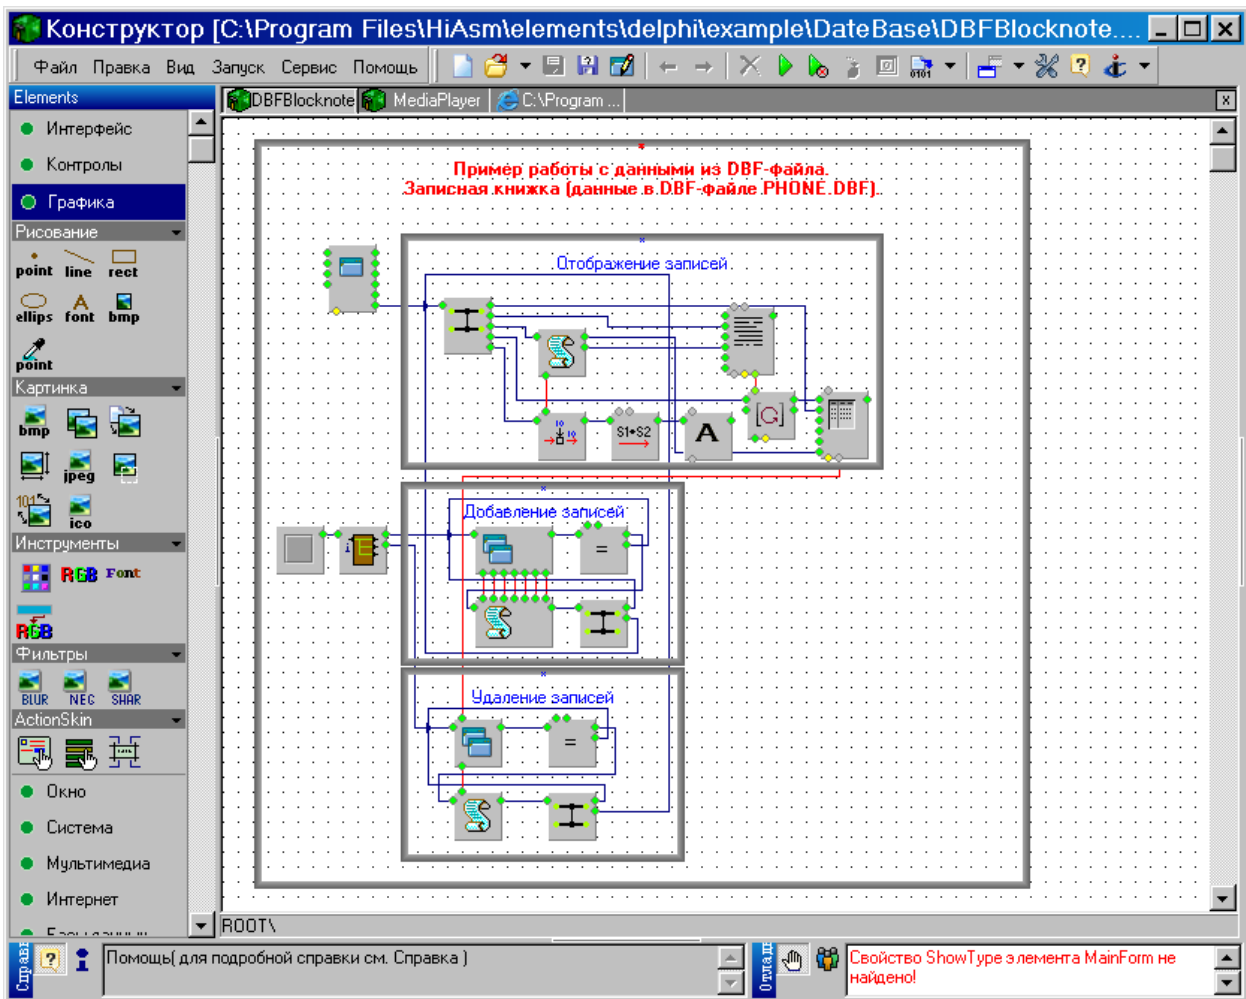 Конструктор [C:\Program Files\HiAsm\elements\delphi\example\DateBase\DBFBlocknote....
Файл Правка Вид Запуск Сервис Помощь
Elements
DBFBlocknote MediaPlayer C:\Program ...
Интерфейс
Контролы
Графика
Рисование
point line rect
ellips font bmp
point
Картинка
bmp
jpeg
101
ico
Инструменты
RGB Font
RGB
Фильтры
BLUR NEG SHAR
ActionSkin
Окно
Система
Мультимедиа
Интернет
Пример работы с данными из DBF-файла.
Записная книжка (данные в DBF-файле PHONE.DBF).
Отображение записей
S1+S2
A
Добавление записей
=
Удаление записей
=
ROOT\
Помощь( для подробной справки см. Справка )
Свойство ShowType элемента MainForm не
найдено!